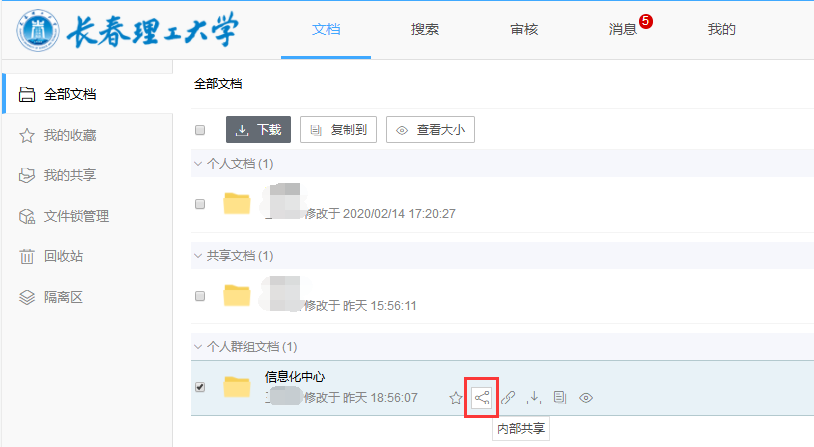 长春理工大学
文档 搜索 审核 消息 5 我的
全部文档
我的收藏
我的共享
文件锁管理
回收站
隔离区
全部文档
下载 复制到 查看大小
个人文档 (1)
修改于 2020/02/14 17:20:27
共享文档 (1)
修改于 昨天 15:56:11
个人群组文档 (1)
信息化中心
修改于 昨天 18:56:07
内部共享